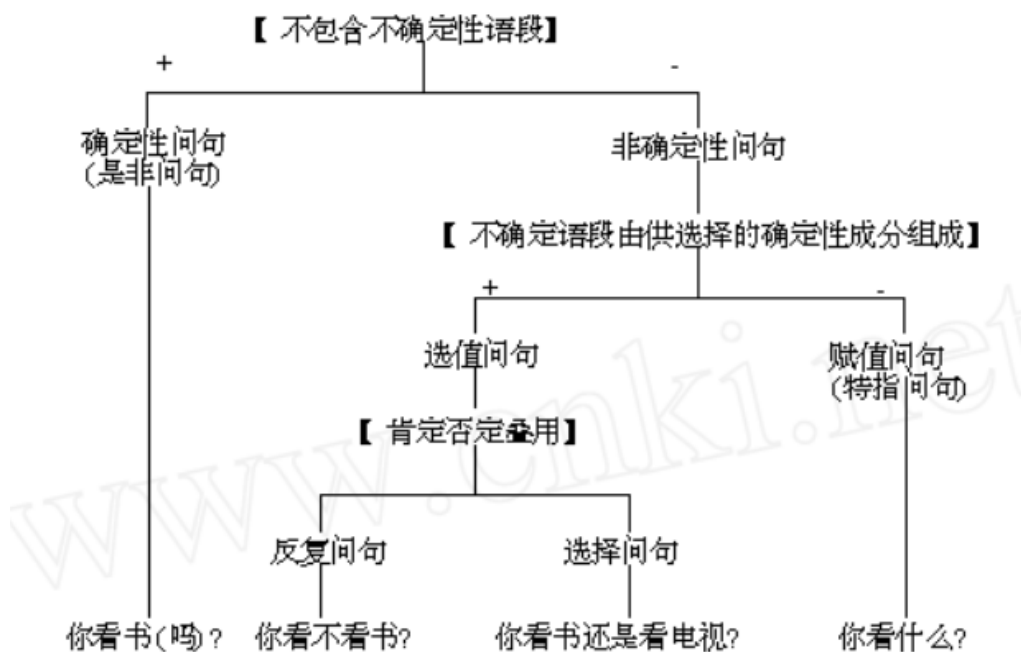 【 不包含不确定性语段】
+ -
确定性问句
(是非问句)
非确定性问句
【 不确定语段由供选择的确定性成分组成】
+ -
选值问句
赋值问句
(特指问句)
【 肯定否定叠用】
反复问句 选择问句
你看书(吗)? 你看不看书? 你看书还是看电视? 你看什么?
www.cnki.net